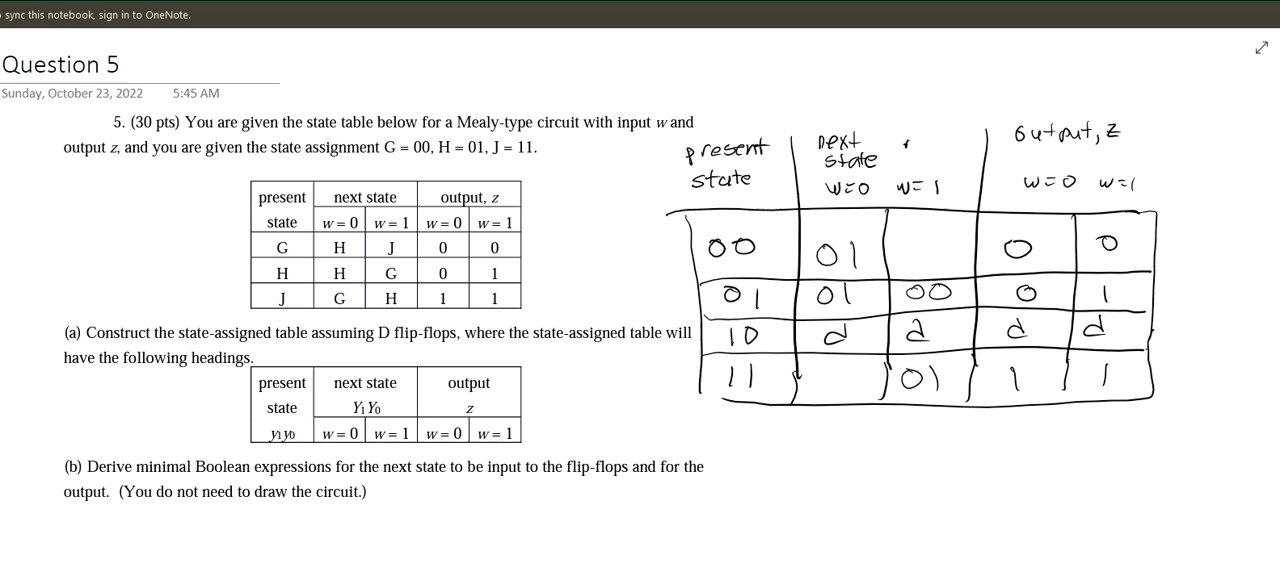 sync this notebook, sign in to OneNote.
Question 5
Sunday, October 23, 2022 5:45 AM
5. (30 pts) You are given the state table below for a Mealy-type circuit with input w and
output z, and you are given the state assignment G = 00, H = 01, J = 11.
present next state output, z
state w = 0 w = 1 w = 0 w = 1
G H J 0 0
H H G 0 1
J G H 1 1
(a) Construct the state-assigned table assuming D flip-flops, where the state-assigned table will
have the following headings.
present next state output
state Y1 Y0 z
y1y0 w = 0 w = 1 w = 0 w = 1
(b) Derive minimal Boolean expressions for the next state to be input to the flip-flops and for the
output. (You do not need to draw the circuit.)
present next output, z
state state
w=0 w=1 w=0 w=1
00 01 0 0
01 01 00 0 1
10 d d d d
11 01 1 1